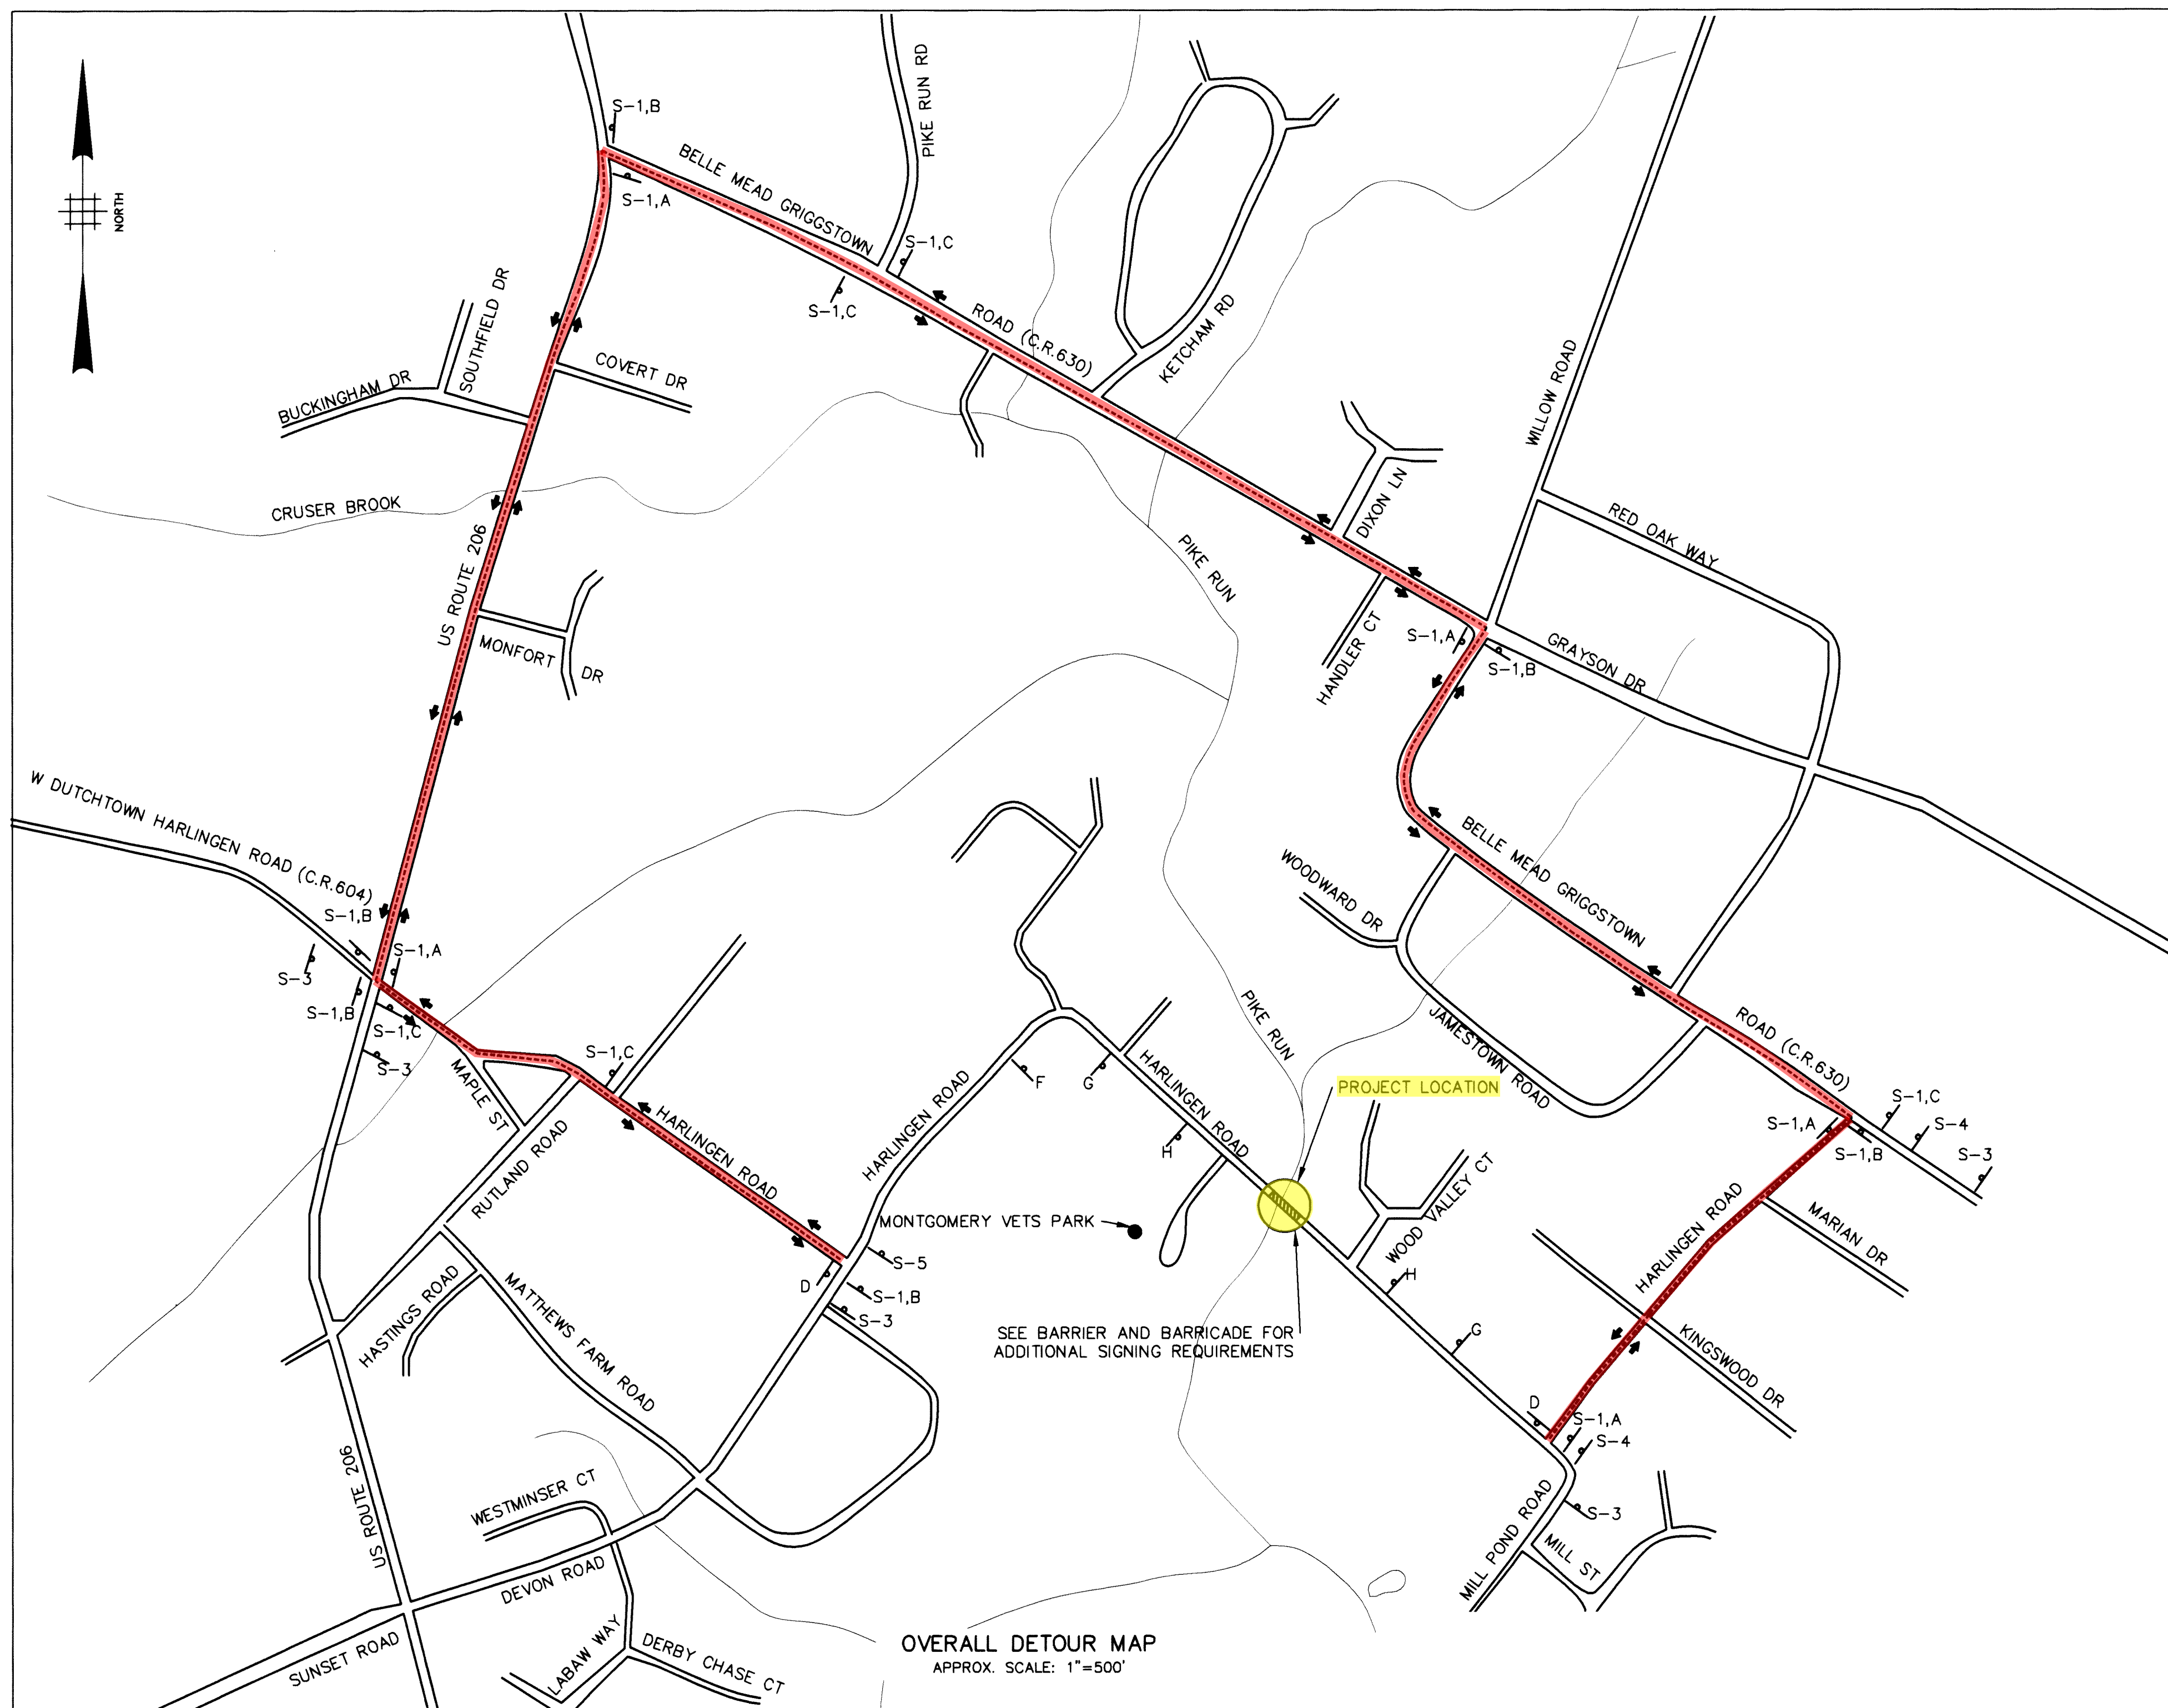 S-1,B
PIKE RUN RD
NORTH
BELLE MEAD GRIGGSTOWN
S-1,A
S-1,C
S-1,C
ROAD (C.R.630)
KETCHAM RD
SOUTHFIELD DR
BUCKINGHAM DR
COVERT DR
WILLOW ROAD
CRUSER BROOK
US ROUTE 206
DIXON LN
RED OAK WAY
PIKE RUN
MONFORT DR
HANDLER CT
S-1,A
S-1,B
GRAYSON DR
W DUTCHTOWN HARLINGEN ROAD (C.R.604)
S-1,B
S-1,A
S-3
S-1,B
S-1,C
S-3
BELLE MEAD GRIGGSTOWN
WOODWARD DR
JAMESTOWN ROAD
ROAD (C.R.630)
PIKE RUN
S-1,C
MAPLE ST
RUTLAND ROAD
HARLINGEN ROAD
HARLINGEN ROAD
F
G
HARLINGEN ROAD
H
PROJECT LOCATION
S-1,C
S-4
S-1,A
S-1,B
S-3
MONTGOMERY VETS PARK
WOOD VALLEY CT
HARLINGEN ROAD
MARIAN DR
S-5
D
S-1,B
S-3
H
G
SEE BARRIER AND BARRICADE FOR
ADDITIONAL SIGNING REQUIREMENTS
KINGSWOOD DR
HASTINGS ROAD
MATTHEWS FARM ROAD
D
S-1,A
S-4
S-3
MILL POND ROAD
MILL ST
US ROUTE 206
WESTMINSER CT
DEVON ROAD
SUNSET ROAD
LABAW WAY
DERBY CHASE CT
OVERALL DETOUR MAP
APPROX. SCALE: 1"=500'